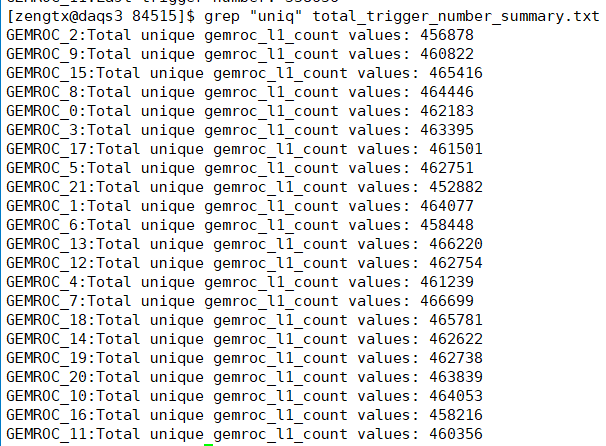 [zengtx@daqs3 84515]$ grep "uniq" total_trigger_number_summary.txt
GEMROC_2:Total unique gemroc_l1_count values: 456878
GEMROC_9:Total unique gemroc_l1_count values: 460822
GEMROC_15:Total unique gemroc_l1_count values: 465416
GEMROC_8:Total unique gemroc_l1_count values: 464446
GEMROC_0:Total unique gemroc_l1_count values: 462183
GEMROC_3:Total unique gemroc_l1_count values: 463395
GEMROC_17:Total unique gemroc_l1_count values: 461501
GEMROC_5:Total unique gemroc_l1_count values: 462751
GEMROC_21:Total unique gemroc_l1_count values: 452882
GEMROC_1:Total unique gemroc_l1_count values: 464077
GEMROC_6:Total unique gemroc_l1_count values: 458448
GEMROC_13:Total unique gemroc_l1_count values: 466220
GEMROC_12:Total unique gemroc_l1_count values: 462754
GEMROC_4:Total unique gemroc_l1_count values: 461239
GEMROC_7:Total unique gemroc_l1_count values: 466699
GEMROC_18:Total unique gemroc_l1_count values: 465781
GEMROC_14:Total unique gemroc_l1_count values: 462622
GEMROC_19:Total unique gemroc_l1_count values: 462738
GEMROC_20:Total unique gemroc_l1_count values: 463839
GEMROC_10:Total unique gemroc_l1_count values: 464053
GEMROC_16:Total unique gemroc_l1_count values: 458216
GEMROC_11:Total unique gemroc_l1_count values: 460356